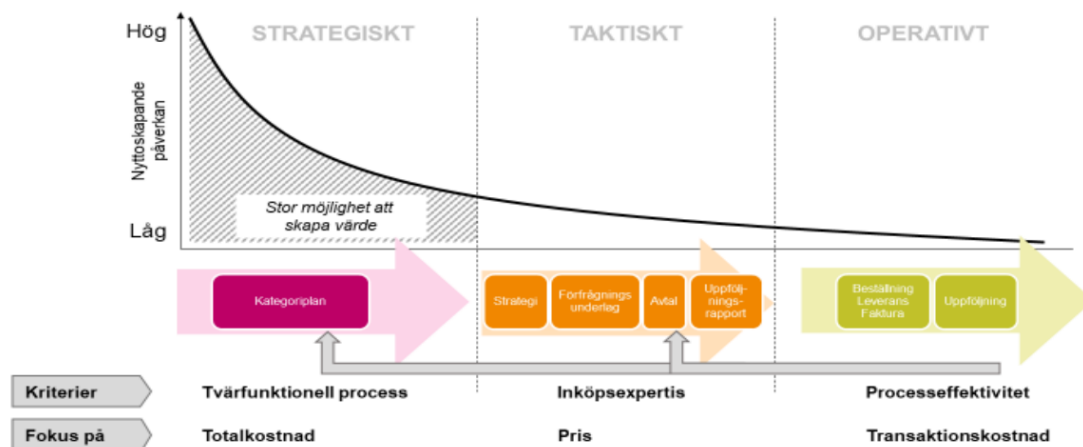 Hög
STRATEGISKT
TAKTISKT
OPERATIVT
Nyttoskapande
påverkan
Stor möjlighet att
skapa värde
Låg
Kategoriplan
Strategi
Förfrågnings
underlag
Avtal
Uppfölj-
nings-
rapport
Beställning
Leverans
Faktura
Uppföljning
Kriterier
Tvärfunktionell process
Inköpsexpertis
Processeffektivitet
Fokus på
Totalkostnad
Pris
Transaktionskostnad